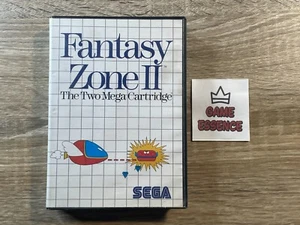 Fantasy
Zone II
The Two Mega Cartridge
SEGA
GAME
ESSENCE